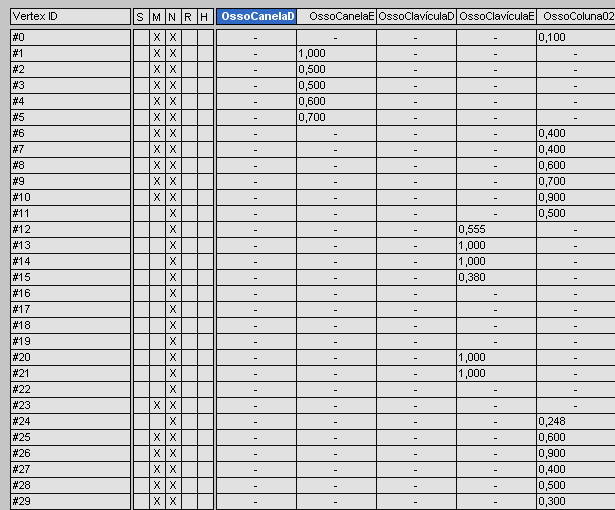 Vertex ID S M N R H OssoCanelaD OssoCanelaE OssoClavículaD OssoClavículaE OssoColuna02
#0 X X - - - - 0,100
#1 X X - 1,000 - - -
#2 X X - 0,500 - - -
#3 X X - 0,500 - - -
#4 X X - 0,600 - - -
#5 X X - 0,700 - - -
#6 X X - - - - 0,400
#7 X X - - - - 0,400
#8 X X - - - - 0,600
#9 X X - - - - 0,700
#10 X X - - - - 0,900
#11 X - - - - 0,500
#12 X - - - 0,555 -
#13 X - - - 1,000 -
#14 X - - - 1,000 -
#15 X - - - 0,380 -
#16 X - - - - -
#17 X - - - - -
#18 X - - - - -
#19 X - - - - -
#20 X - - - 1,000 -
#21 X - - - 1,000 -
#22 X - - - - -
#23 X X - - - - -
#24 X - - - - 0,248
#25 X X - - - - 0,600
#26 X X - - - - 0,900
#27 X X - - - - 0,400
#28 X X - - - - 0,500
#29 X X - - - - 0,300